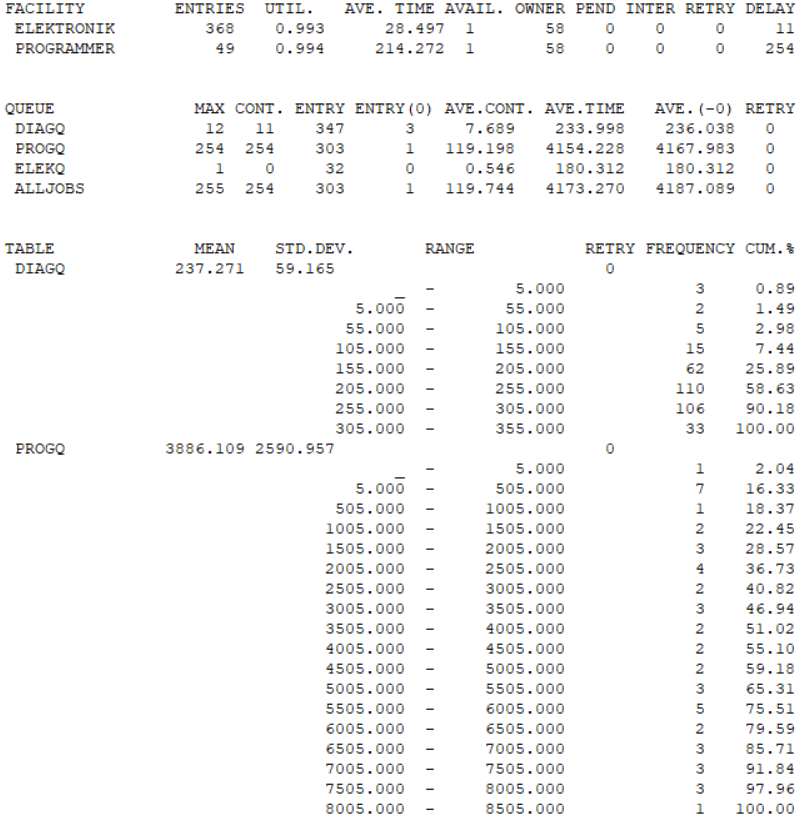 FACILITY ENTRIES UTIL. AVE. TIME AVAIL. OWNER PEND INTER RETRY DELAY
ELEKTRONIK 368 0.993 28.497 1 58 0 0 0 11
PROGRAMMER 49 0.994 214.272 1 58 0 0 0 254
QUEUE MAX CONT. ENTRY ENTRY(0) AVE.CONT. AVE.TIME AVE.(-0) RETRY
DIAGQ 12 11 347 3 7.689 233.998 236.038 0
PROGQ 254 254 303 1 119.198 4154.228 4167.983 0
ELEKQ 1 0 32 0 0.546 180.312 180.312 0
ALLJOBS 255 254 303 1 119.744 4173.270 4187.089 0
TABLE MEAN STD.DEV. RANGE RETRY FREQUENCY CUM.%
DIAGQ 237.271 59.165 0
_ - 5.000 3 0.89
5.000 - 55.000 2 1.49
55.000 - 105.000 5 2.98
105.000 - 155.000 15 7.44
155.000 - 205.000 62 25.89
205.000 - 255.000 110 58.63
255.000 - 305.000 106 90.18
305.000 - 355.000 33 100.00
PROGQ 3886.109 2590.957 0
_ - 5.000 1 2.04
5.000 - 505.000 7 16.33
505.000 - 1005.000 1 18.37
1005.000 - 1505.000 2 22.45
1505.000 - 2005.000 3 28.57
2005.000 - 2505.000 4 36.73
2505.000 - 3005.000 2 40.82
3005.000 - 3505.000 3 46.94
3505.000 - 4005.000 2 51.02
4005.000 - 4505.000 2 55.10
4505.000 - 5005.000 2 59.18
5005.000 - 5505.000 3 65.31
5505.000 - 6005.000 5 75.51
6005.000 - 6505.000 2 79.59
6505.000 - 7005.000 3 85.71
7005.000 - 7505.000 3 91.84
7505.000 - 8005.000 3 97.96
8005.000 - 8505.000 1 100.00